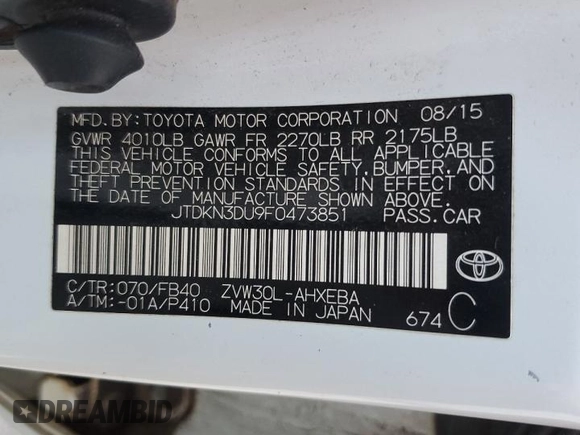 MFD. BY: TOYOTA MOTOR CORPORATION 08/15
GVWR 4010LB GAWR FR 2270LB RR 2175LB
THIS VEHICLE CONFORMS TO ALL APPLICABLE
FEDERAL MOTOR VEHICLE SAFETY, BUMPER, AND
THEFT PREVENTION STANDARDS IN EFFECT ON
THE DATE OF MANUFACTURE SHOWN ABOVE.
JTDKN3DU9F0473851 PASS.CAR
C/TR:070/FB40 ZVW30L-AHXEBA
A/TM:-01A/P410 MADE IN JAPAN 674 C
TOYOTA
DREAMBID